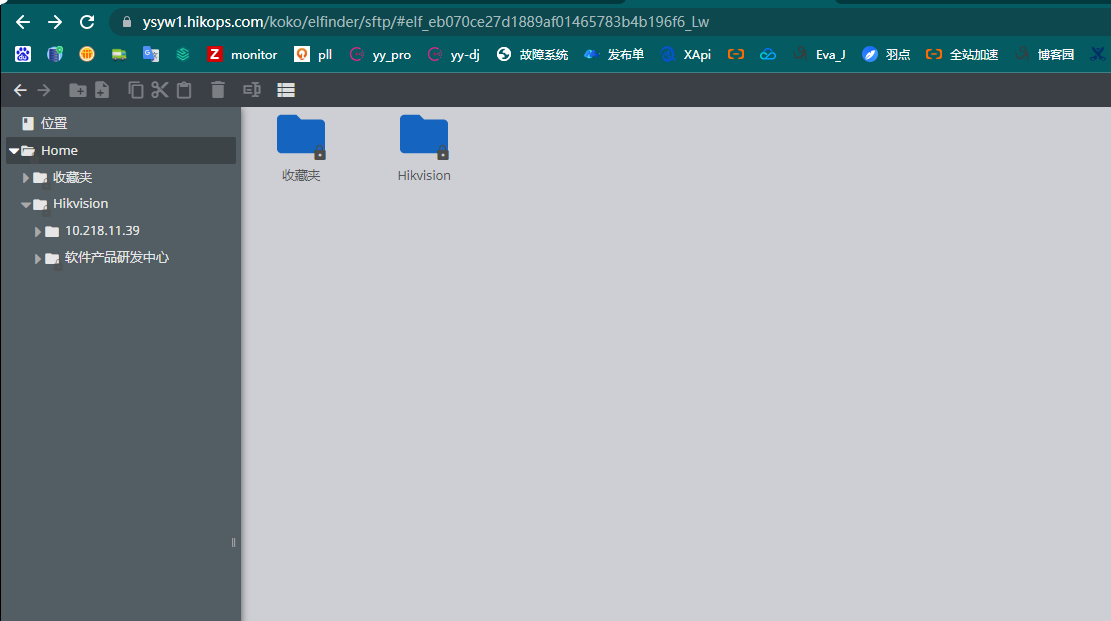 ysyw1.hikops.com/koko/elfinder/sftp/#elf_eb070ce27d1889af01465783b4b196f6_Lw
du Z monitor pll yy_pro yy-dj 故障系统 发布单 XApi Eva_J 羽点 全站加速 博客园
位置
Home
收藏夹
Hikvision
10.218.11.39
软件产品研发中心
收藏夹 Hikvision